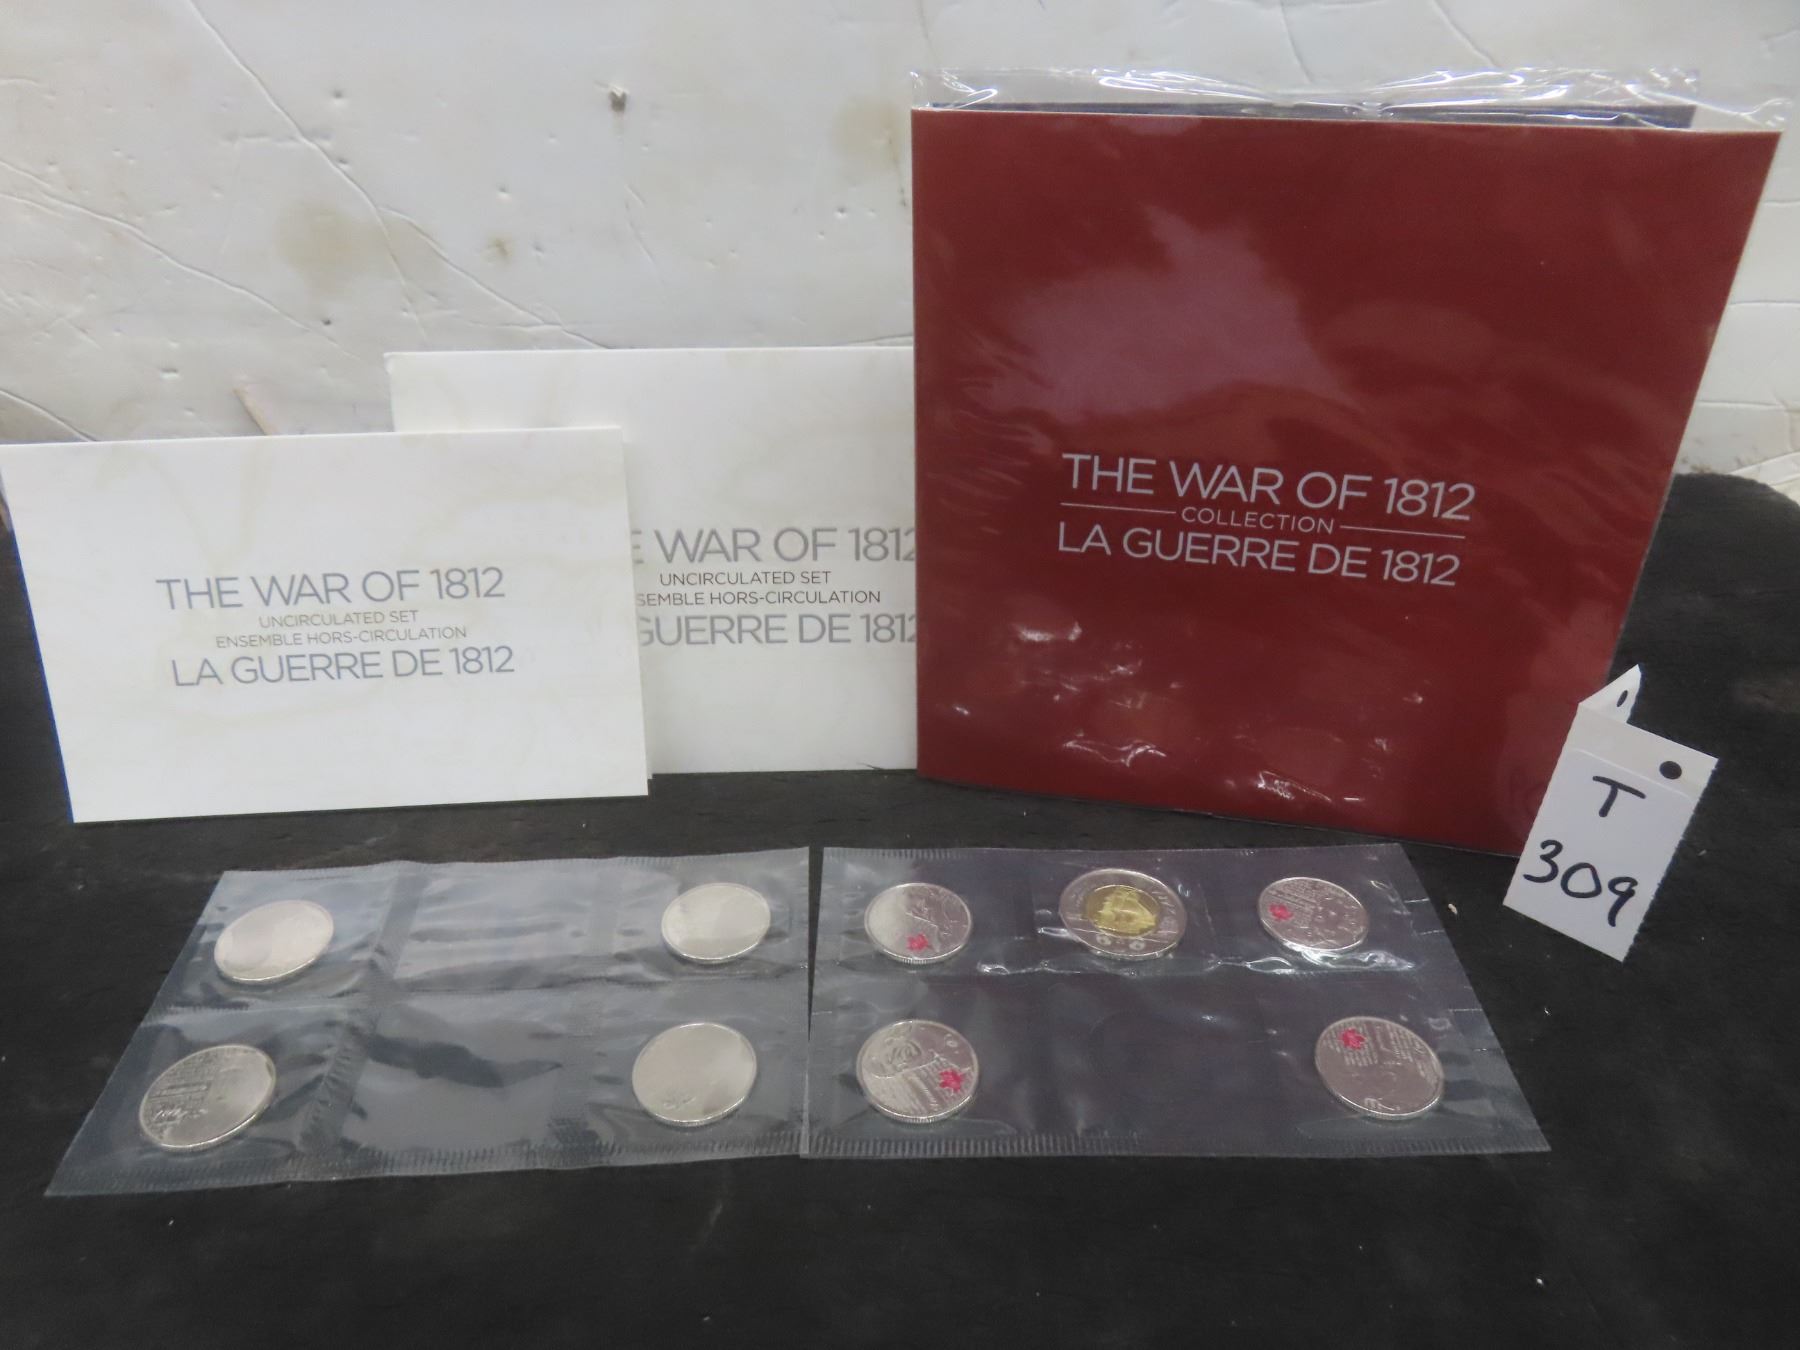 THE WAR OF 1812
UNCIRCULATED SET
ENSEMBLE HORS-CIRCULATION
LA GUERRE DE 1812
WAR OF 1812
UNCIRCULATED SET
HORS-CIRCULATION
GUERRE DE 1812
THE WAR OF 1812
COLLECTION
LA GUERRE DE 1812
T
309